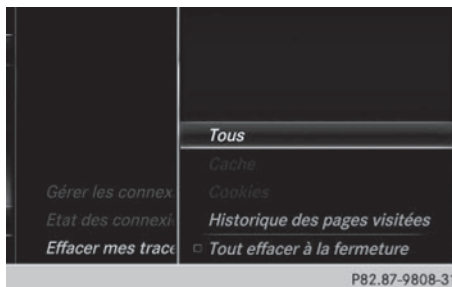 Tous
Cache
Cookies
Gérer les connex
Etat des connexi
Historique des pages visitées
Effacer mes trace
Tout effacer à la fermeture
P82.87-9808-31